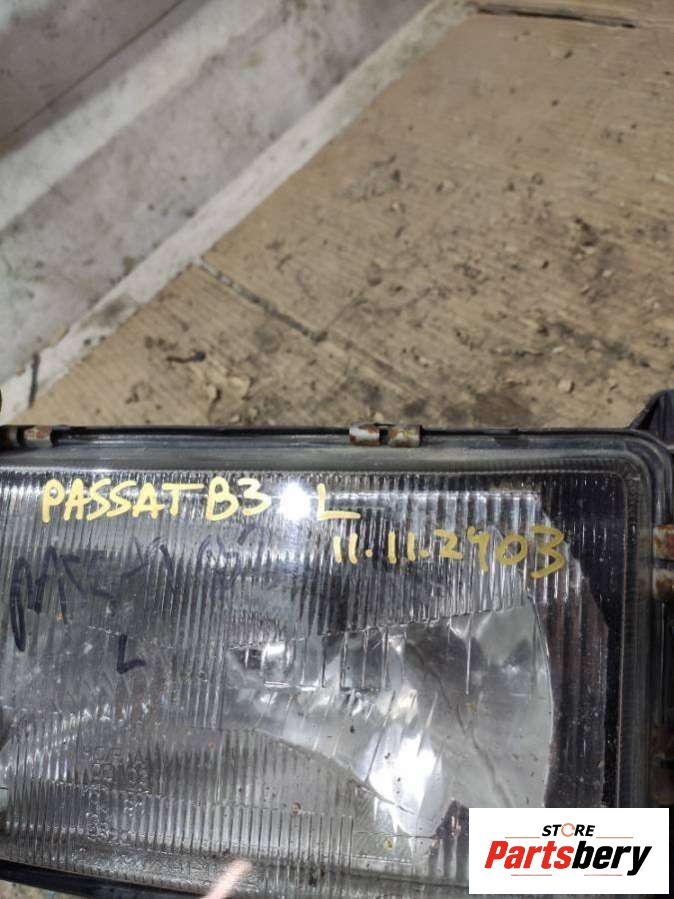 PASSAT B3 L
11.11.2403
L
STORE
Partsbery